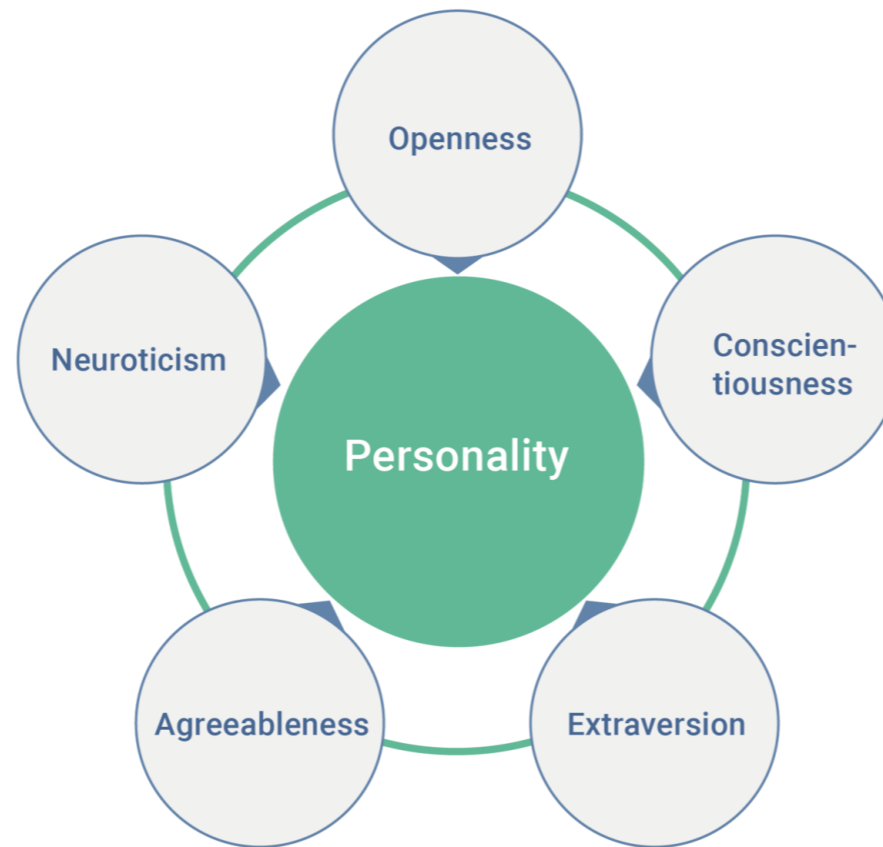 Openness
Neuroticism
Conscien-
tiousness
Personality
Agreeableness
Extraversion